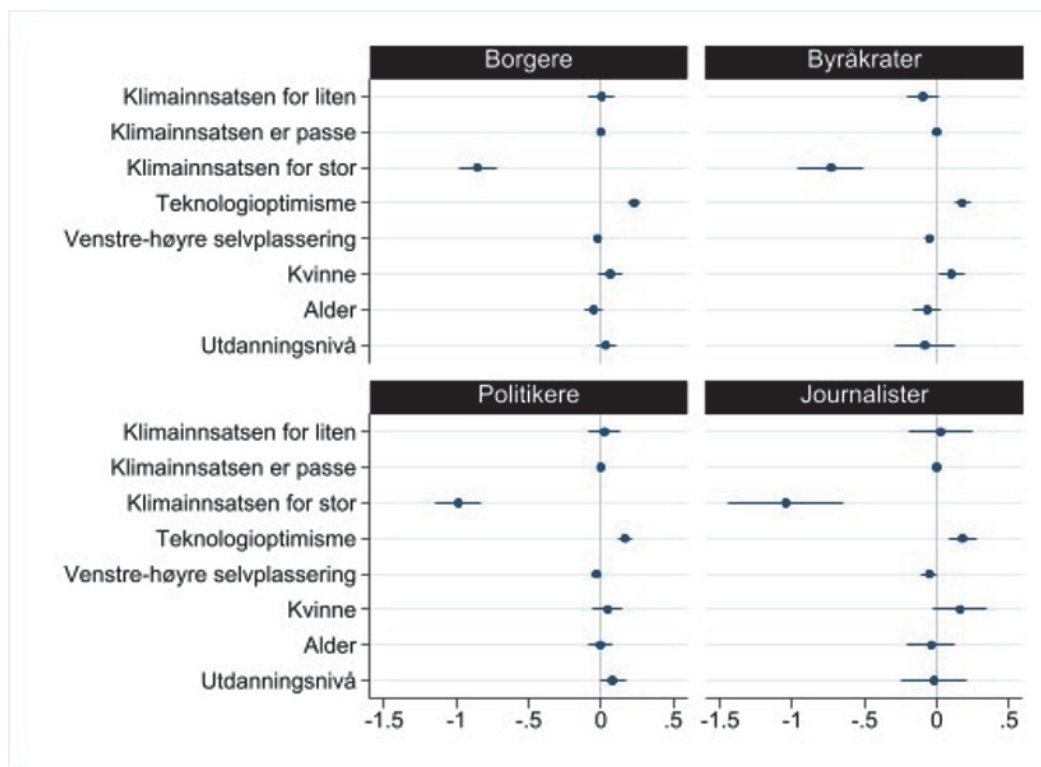 Borgere
Byråkrater
Klimainnsatsen for liten
Klimainnsatsen er passe
Klimainnsatsen for stor
Teknologioptimisme
Venstre-høyre selvplassering
Kvinne
Alder
Utdanningsnivå
Politikere
Journalister
Klimainnsatsen for liten
Klimainnsatsen er passe
Klimainnsatsen for stor
Teknologioptimisme
Venstre-høyre selvplassering
Kvinne
Alder
Utdanningsnivå
-1.5 -1 -.5 0 .5 -1.5 -1 -.5 0 .5